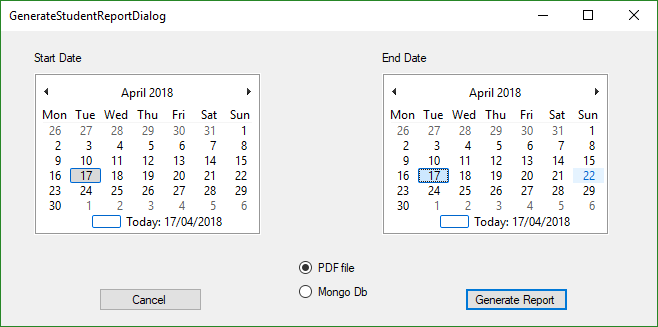 GenerateStudentReportDialog
Start Date
April 2018
Mon Tue Wed Thu Fri Sat Sun
26 27 28 29 30 31 1
2 3 4 5 6 7 8
9 10 11 12 13 14 15
16 17 18 19 20 21 22
23 24 25 26 27 28 29
30 1 2 3 4 5 6
Today: 17/04/2018
End Date
April 2018
Mon Tue Wed Thu Fri Sat Sun
26 27 28 29 30 31 1
2 3 4 5 6 7 8
9 10 11 12 13 14 15
16 17 18 19 20 21 22
23 24 25 26 27 28 29
30 1 2 3 4 5 6
Today: 17/04/2018
PDF file
Mongo Db
Cancel
Generate Report